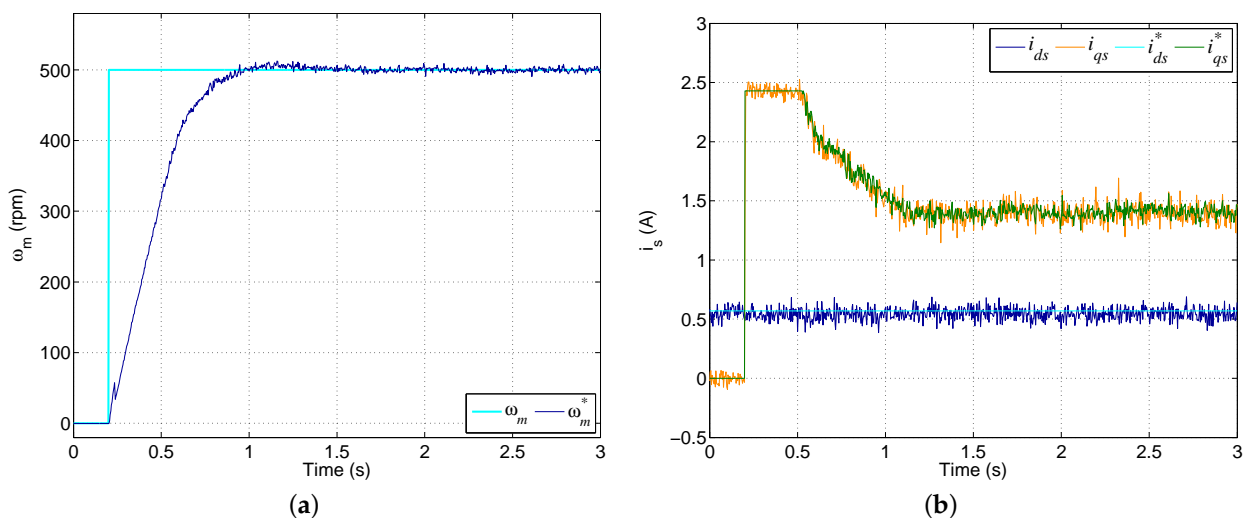 500
400
300
200
100
0
ω_m (rpm)
ω_m ω_m^*
0 0.5 1 1.5 2 2.5 3
Time (s)
(a)
3
2.5
2
1.5
1
0.5
0
−0.5
i_s (A)
i_ds i_qs i_ds^* i_qs^*
0 0.5 1 1.5 2 2.5 3
Time (s)
(b)